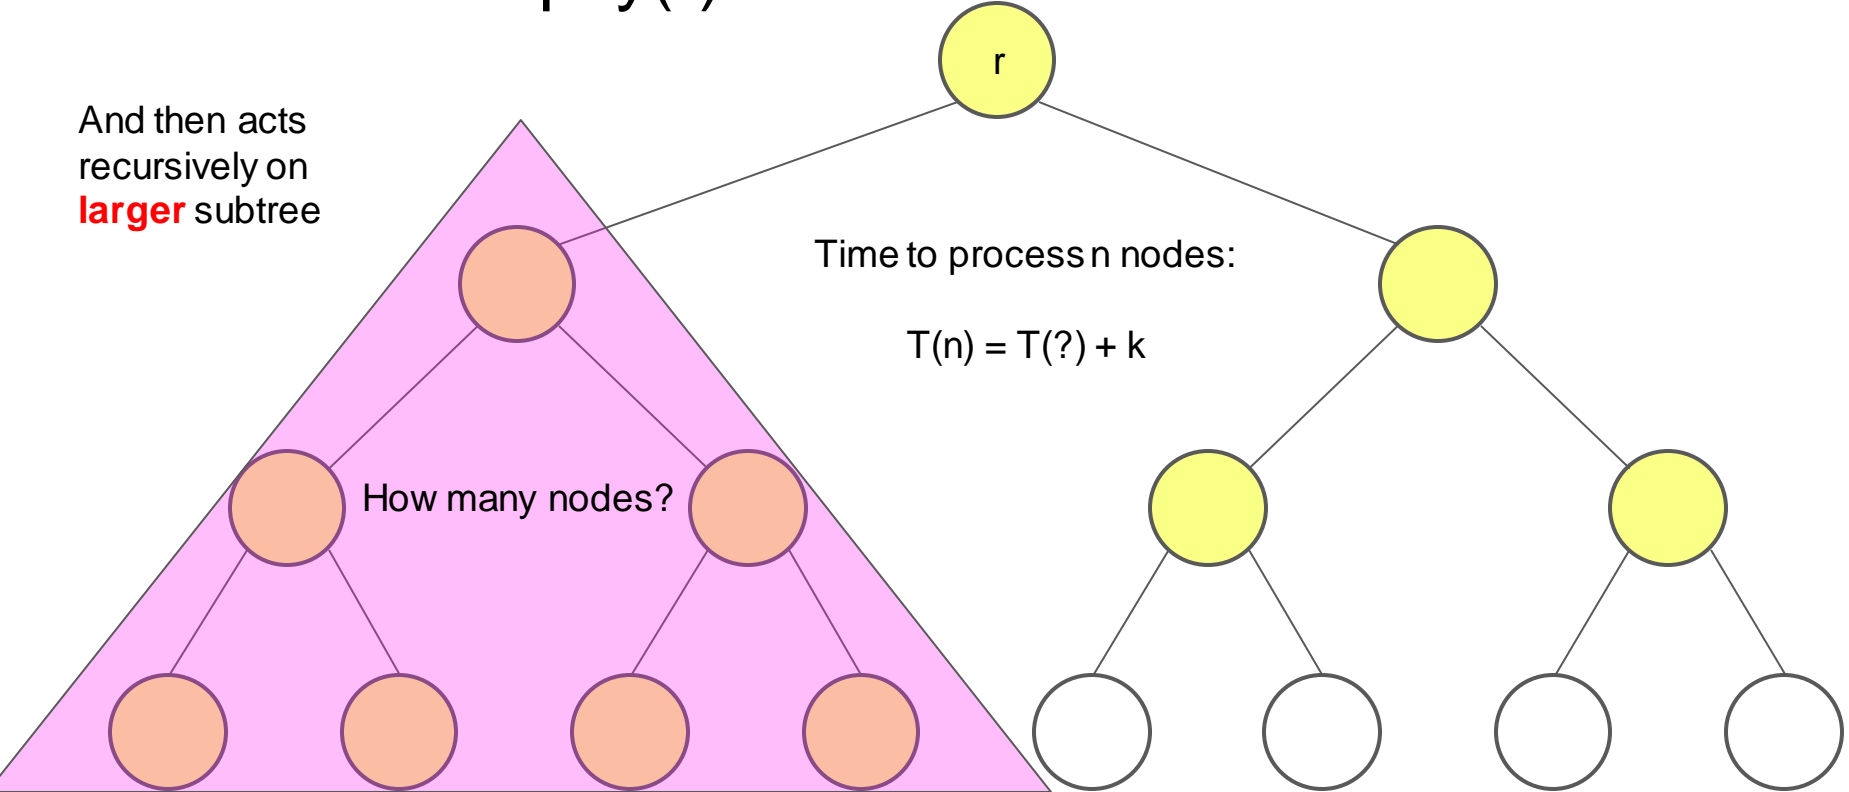 r
And then acts
recursively on
larger subtree
Time to process n nodes:
T(n) = T(?) + k
How many nodes?